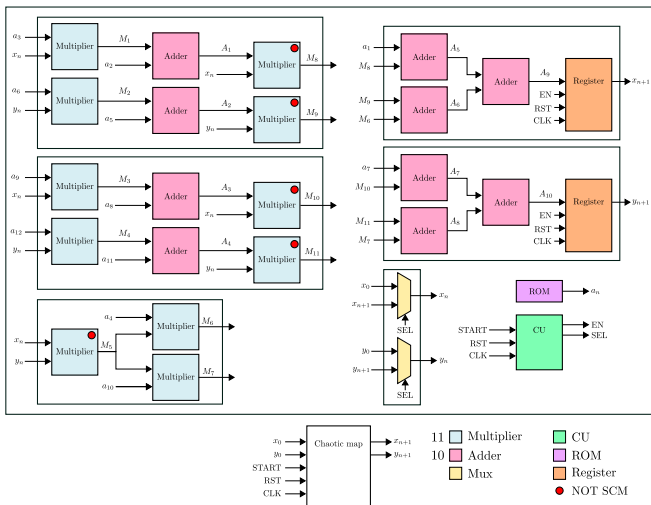 a₃
xₙ
Multiplier
M₁
a₂
Adder
A₁
xₙ
Multiplier
M₈
a₆
yₙ
Multiplier
M₂
a₅
Adder
A₂
yₙ
Multiplier
M₉
a₁
M₈
Adder
A₅
M₉
M₆
Adder
A₆
Adder
A₉
EN
RST
CLK
Register
xₙ₊₁
a₉
xₙ
Multiplier
M₃
a₈
Adder
A₃
xₙ
Multiplier
M₁₀
a₁₂
yₙ
Multiplier
M₄
a₁₁
Adder
A₄
yₙ
Multiplier
M₁₁
a₇
M₁₀
Adder
A₇
M₁₁
M₇
Adder
A₈
Adder
A₁₀
EN
RST
CLK
Register
yₙ₊₁
xₙ
yₙ
Multiplier
M₅
a₄
Multiplier
M₆
a₁₀
Multiplier
M₇
x₀
xₙ₊₁
SEL
xₙ
y₀
yₙ₊₁
SEL
yₙ
ROM
aₙ
START
RST
CLK
CU
EN
SEL
x₀
y₀
START
RST
CLK
Chaotic map
xₙ₊₁
yₙ₊₁
11 Multiplier
10 Adder
Mux
CU
ROM
Register
NOT SCM